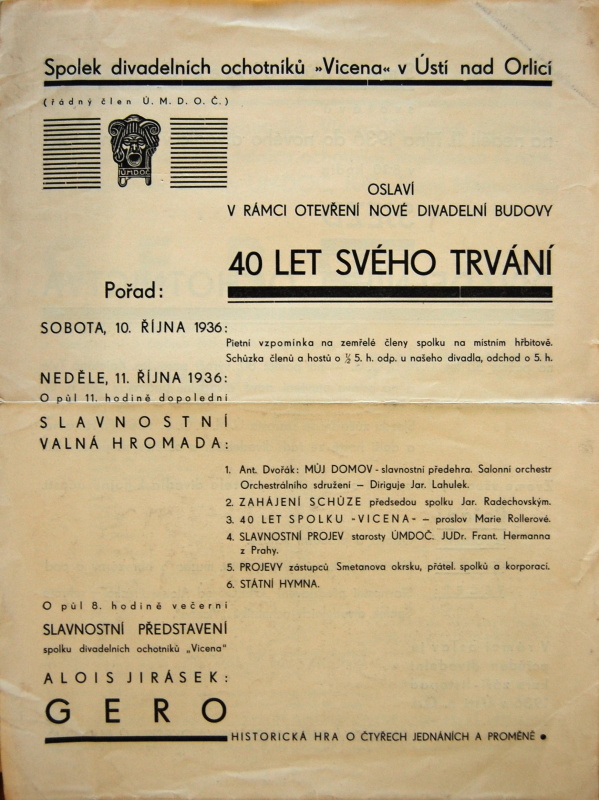 Spolek divadelních ochotníků »Vicena« v Ústí nad Orlicí
(řádný člen Ú. M. D. O. Č.)
ÚMDOČ
OSLAVÍ
V RÁMCI OTEVŘENÍ NOVÉ DIVADELNÍ BUDOVY
40 LET SVÉHO TRVÁNÍ
Pořad:
SOBOTA, 10. ŘÍJNA 1936:
Pietní vzpomínka na zemřelé členy spolku na místním hřbitově.
Schůzka členů a hostů o ½ 5. h. odp. u našeho divadla, odchod o 5. h.
NEDĚLE, 11. ŘÍJNA 1936:
O půl 11. hodině dopolední
SLAVNOSTNÍ
VALNÁ HROMADA:
1. Ant. Dvořák: MŮJ DOMOV - slavnostní předehra. Salonní orchestr
Orchestrálního sdružení – Diriguje Jar. Lahulek.
2. ZAHÁJENÍ SCHŮZE předsedou spolku Jar. Radechovským.
3. 40 LET SPOLKU -VICENA- – proslov Marie Rollerové.
4. SLAVNOSTNÍ PROJEV starosty ÚMDOČ. JUDr. Frant. Hermanna
z Prahy.
5. PROJEVY zástupců Smetanova okrsku, přátel. spolků a korporací.
6. STÁTNÍ HYMNA.
O půl 8. hodině večerní
SLAVNOSTNÍ PŘEDSTAVENÍ
spolku divadelních ochotníků „Vicena“
ALOIS JIRÁSEK:
GERO
HISTORICKÁ HRA O ČTYŘECH JEDNÁNÍCH A PROMĚNĚ •